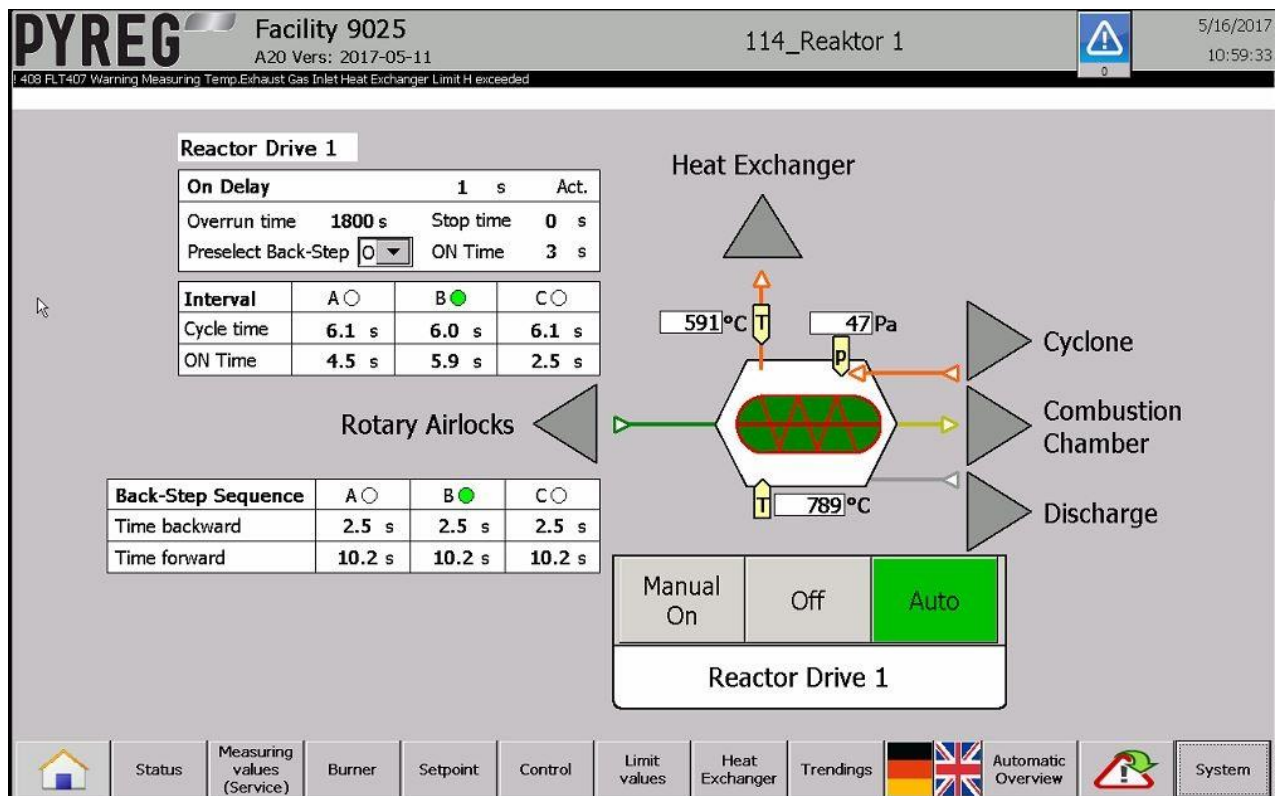 PYREG
Facility 9025
A20 Vers: 2017-05-11
114_Reaktor 1
0
5/16/2017
10:59:33
! 408 FLT407 Warning Measuring Temp.Exhaust Gas Inlet Heat Exchanger Limit H exceeded
Reactor Drive 1
On Delay 1 s Act.
Overrun time 1800 s Stop time 0 s
Preselect Back-Step O ON Time 3 s
Interval A B C
Cycle time 6.1 s 6.0 s 6.1 s
ON Time 4.5 s 5.9 s 2.5 s
Heat Exchanger
591 °C T 47 Pa
p
Cyclone
Rotary Airlocks
Combustion
Chamber
T 789 °C
Discharge
Back-Step Sequence A B C
Time backward 2.5 s 2.5 s 2.5 s
Time forward 10.2 s 10.2 s 10.2 s
Manual
On
Off
Auto
Reactor Drive 1
Status
Measuring
values
(Service)
Burner
Setpoint
Control
Limit
values
Heat
Exchanger
Trendings
Automatic
Overview
System